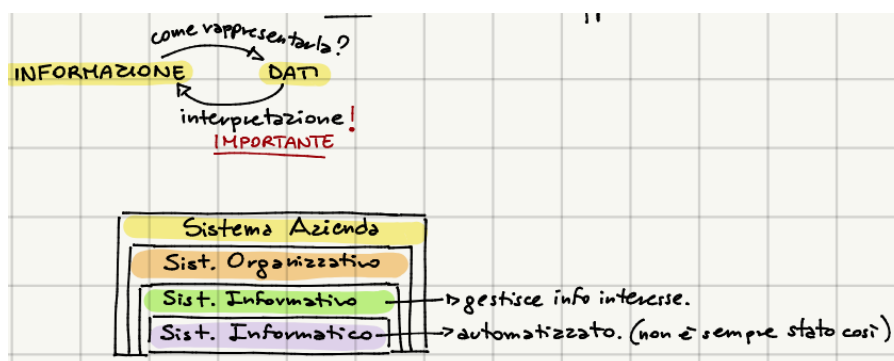 come rappresentarla?
INFORMAZIONE DATI
interpretazione!
IMPORTANTE
Sistema Azienda
Sist. Organizzativo
Sist. Informativo → gestisce info interesse.
Sist. Informatico → automatizzato. (non è sempre stato così)